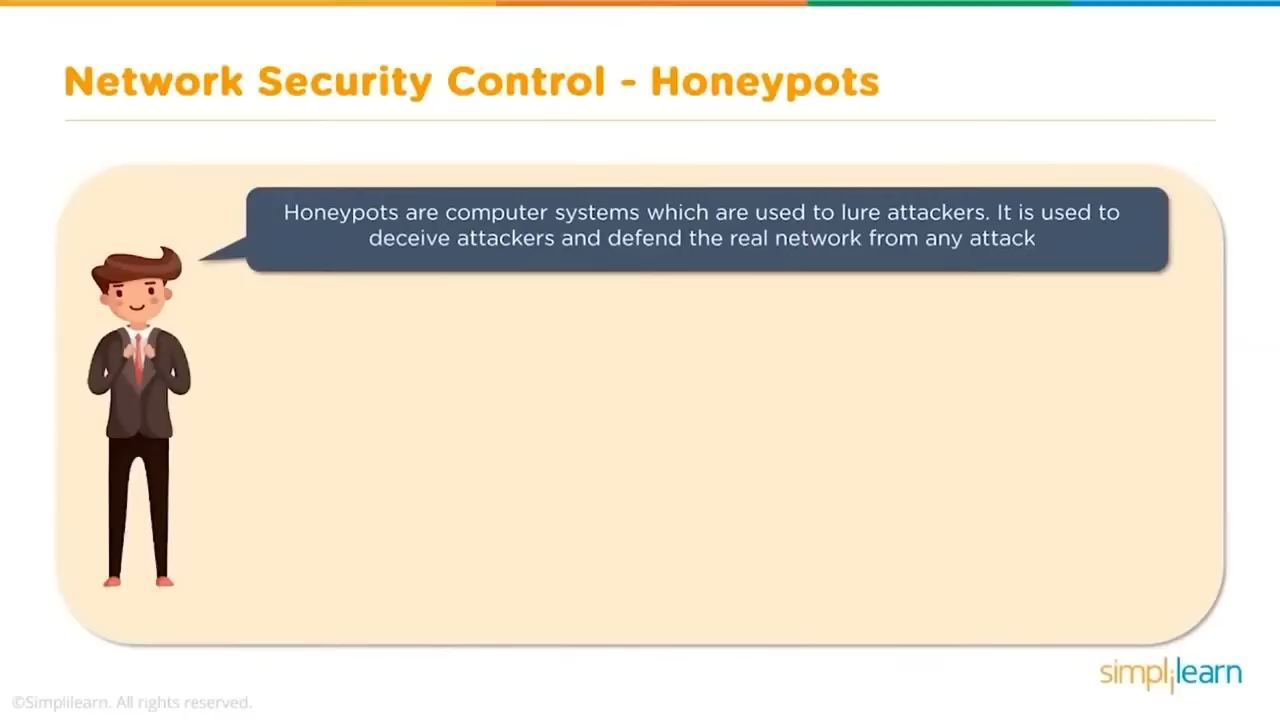 Network Security Control - Honeypots
Honeypots are computer systems which are used to lure attackers. It is used to
deceive attackers and defend the real network from any attack
simplilearn
©Simplilearn. All rights reserved.